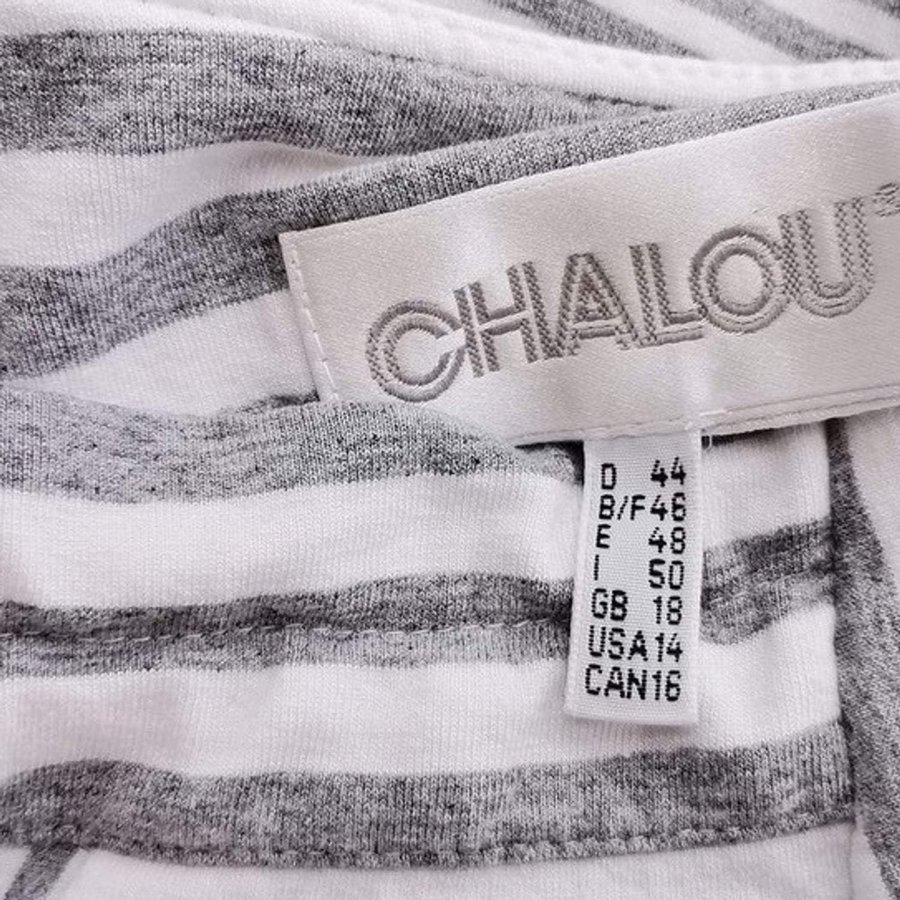 CHALOU
D 44
B/F 46
E 48
I 50
GB 18
USA 14
CAN 16